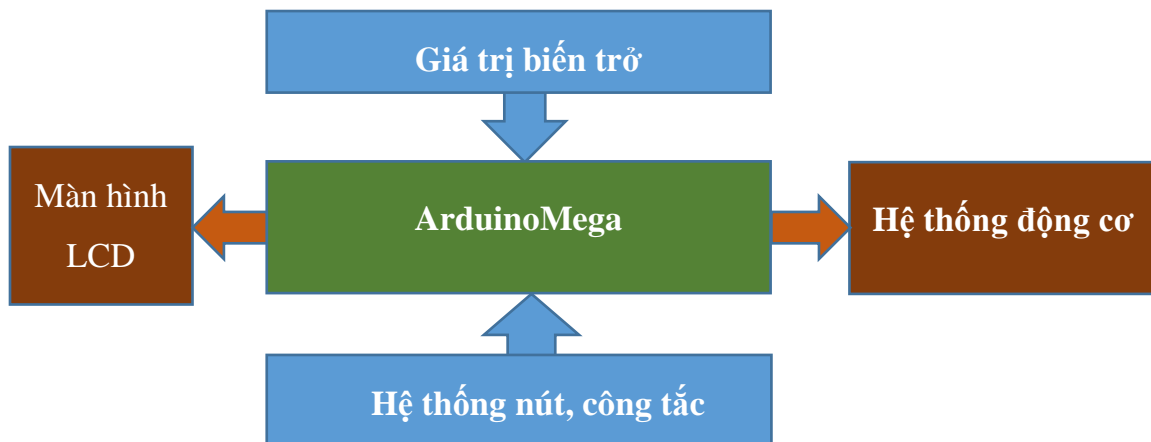 Giá trị biến trở
Màn hình
LCD
ArduinoMega
Hệ thống động cơ
Hệ thống nút, công tắc